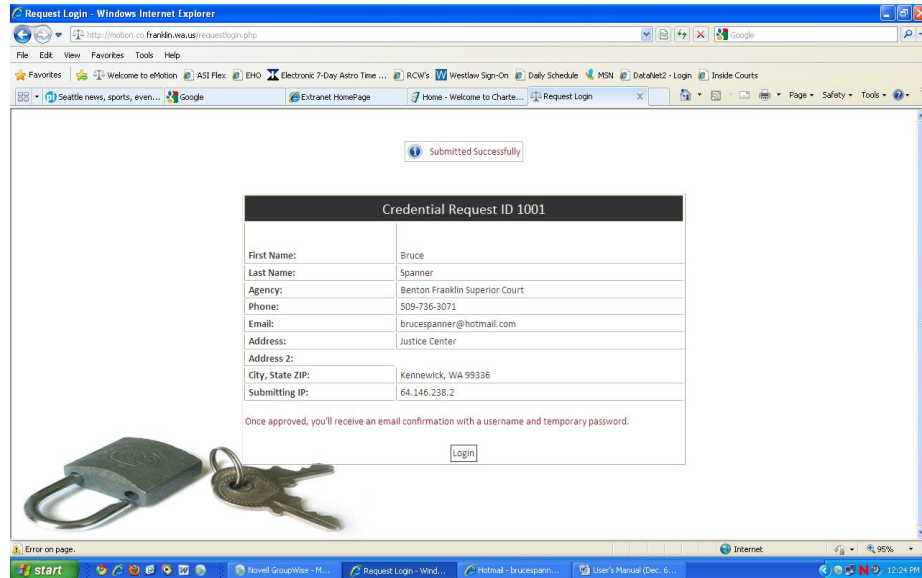 Request Login - Windows Internet Explorer
http://motion.co.franklin.wa.us/requestlogin.php
Google
File Edit View Favorites Tools Help
Favorites Welcome to eMotion ASI Flex EHO Electronic 7-Day Astro Time ... RCW's Westlaw Sign-On Daily Schedule MSN DataNet2 - Login Inside Courts
Seattle news, sports, even... Google Extranet HomePage Home - Welcome to Charte... Request Login Page Safety Tools
Submitted Successfully
Credential Request ID 1001
First Name: Bruce
Last Name: Spanner
Agency: Benton Franklin Superior Court
Phone: 509-736-3071
Email: brucespanner@hotmail.com
Address: Justice Center
Address 2:
City, State ZIP: Kennewick, WA 99336
Submitting IP: 64.146.238.2
Once approved, you'll receive an email confirmation with a username and temporary password.
Login
Error on page. Internet 95%
start Novell GroupWise - M... Request Login - Wind... Hotmail - brucespann... User's Manual (Dec. 6... 12:24 PM